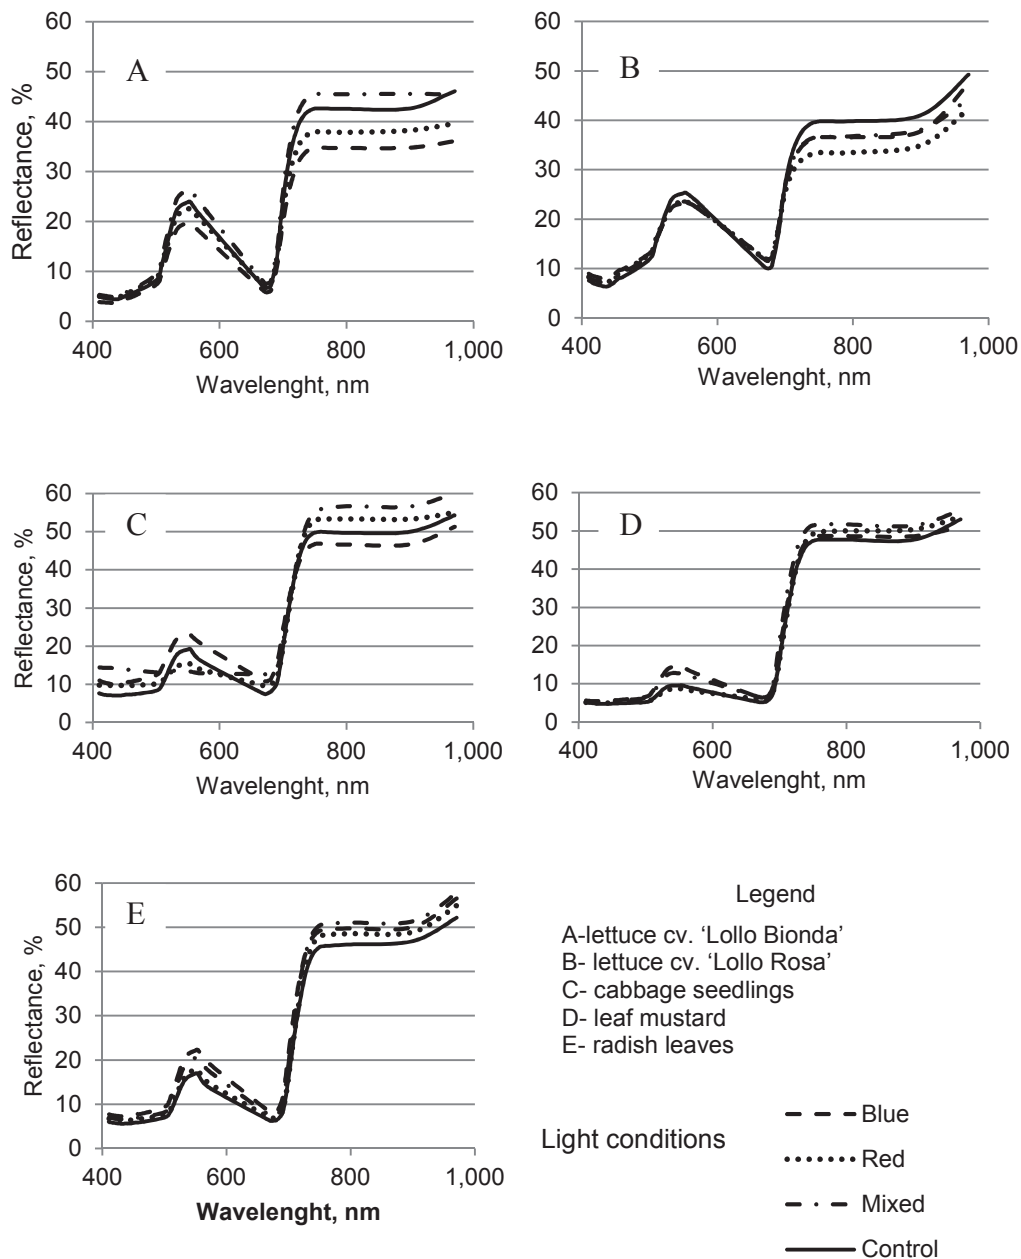 60
50
40
30
20
10
0
Reflectance, %
A
400 600 800 1,000
Wavelenght, nm
60
50
40
30
20
10
0
B
400 600 800 1,000
Wavelenght, nm
60
50
40
30
20
10
0
Reflectance, %
C
400 600 800 1,000
Wavelenght, nm
60
50
40
30
20
10
0
D
400 600 800 1,000
Wavelenght, nm
60
50
40
30
20
10
0
Reflectance, %
E
400 600 800 1,000
Wavelenght, nm
Legend
A-lettuce cv. ‘Lollo Bionda’
B- lettuce cv. ‘Lollo Rosa’
C- cabbage seedlings
D- leaf mustard
E- radish leaves
Light conditions
Blue
Red
Mixed
Control